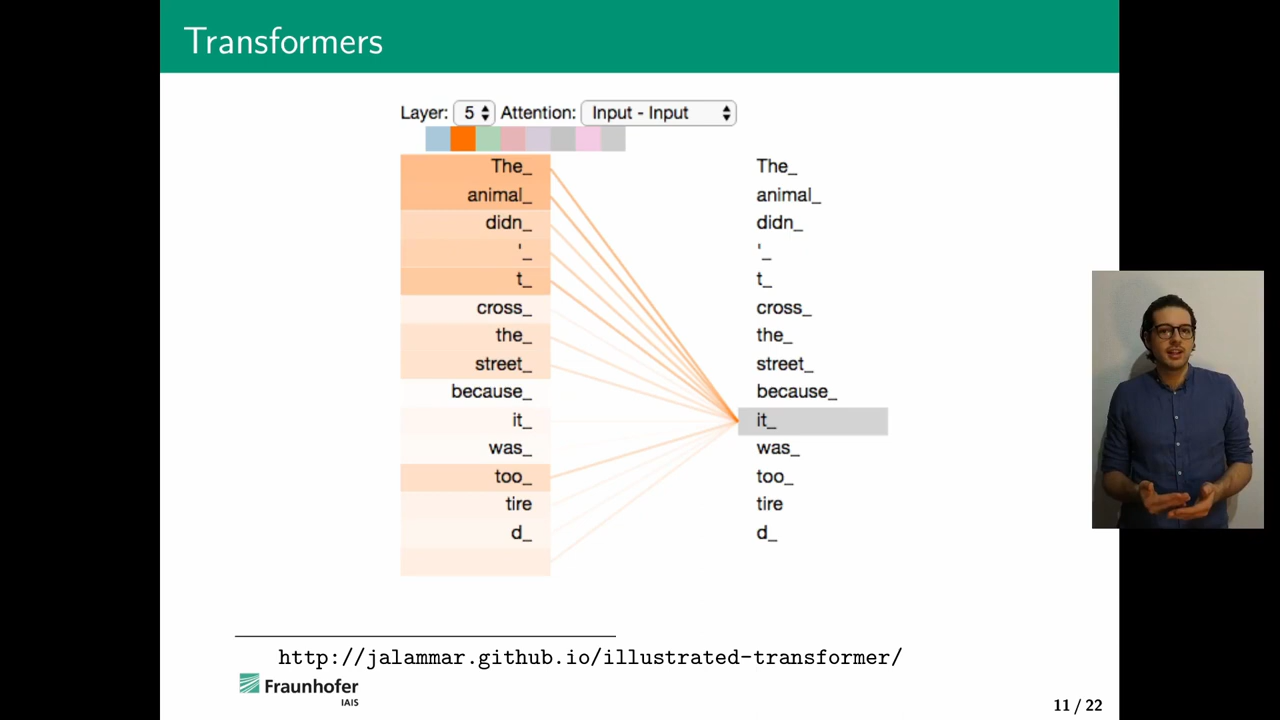 Transformers
Layer: 5 Attention: Input - Input
The_ The_
animal_ animal_
didn_ didn_
'_ '_
t_ t_
cross_ cross_
the_ the_
street_ street_
because_ because_
it_ it_
was_ was_
too_ too_
tire tire
d_ d_
http://jalammar.github.io/illustrated-transformer/
Fraunhofer
IAIS
11 / 22